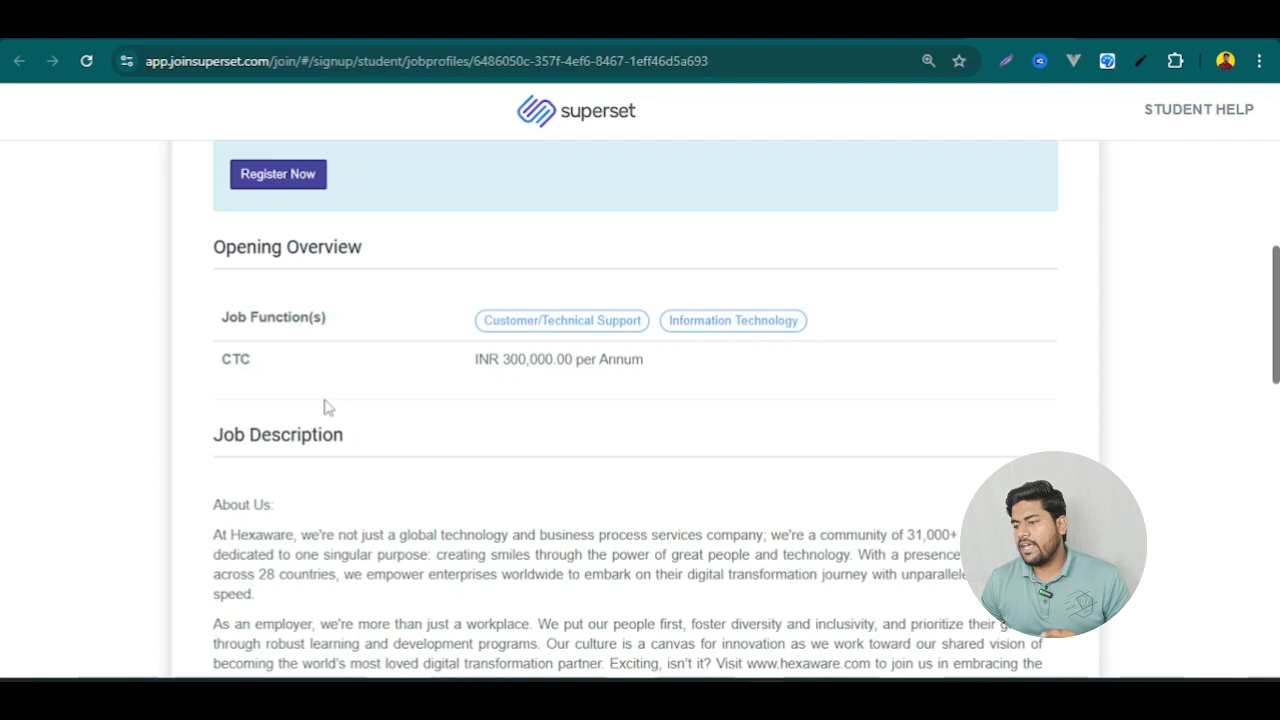 app.joinsuperset.com/join/#/signup/student/jobprofiles/6486050c-357f-4ef6-8467-1eff46d5a693
superset
STUDENT HELP
Register Now
Opening Overview
Job Function(s)
Customer/Technical Support
Information Technology
CTC
INR 300,000.00 per Annum
Job Description
About Us:
At Hexaware, we're not just a global technology and business process services company; we're a community of 31,000+
dedicated to one singular purpose: creating smiles through the power of great people and technology. With a presence
across 28 countries, we empower enterprises worldwide to embark on their digital transformation journey with
speed.
As an employer, we're more than just a workplace. We put our people first, foster diversity and inclusivity, and prioritize their
through robust learning and development programs. Our culture is a canvas for innovation as we work toward our shared vision of
becoming the world's most loved digital transformation partner. Exciting, isn't it? Visit www.hexaware.com to join us in embracing the